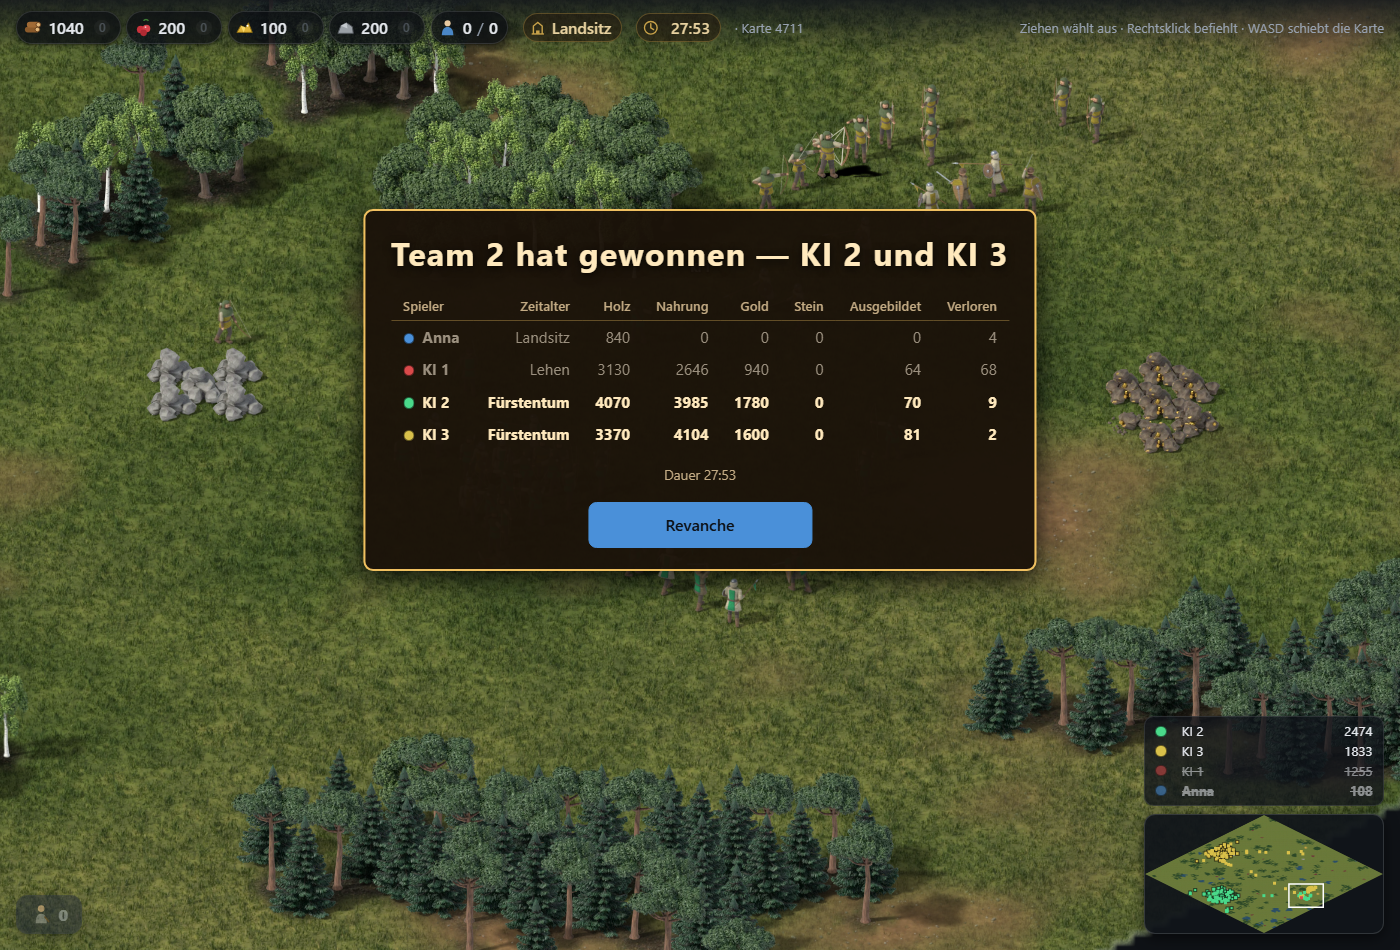 1040 0 200 0 100 0 200 0 0 / 0 Landsitz 27:53 · Karte 4711 Ziehen wählt aus · Rechtsklick befiehlt · WASD schiebt die Karte
Team 2 hat gewonnen — KI 2 und KI 3
Spieler Zeitalter Holz Nahrung Gold Stein Ausgebildet Verloren
Anna Landsitz 840 0 0 0 0 4
KI 1 Lehen 3130 2646 940 0 64 68
KI 2 Fürstentum 4070 3985 1780 0 70 9
KI 3 Fürstentum 3370 4104 1600 0 81 2
Dauer 27:53
Revanche
KI 2 2474
KI 3 1833
KI 1 1255
Anna 108
0